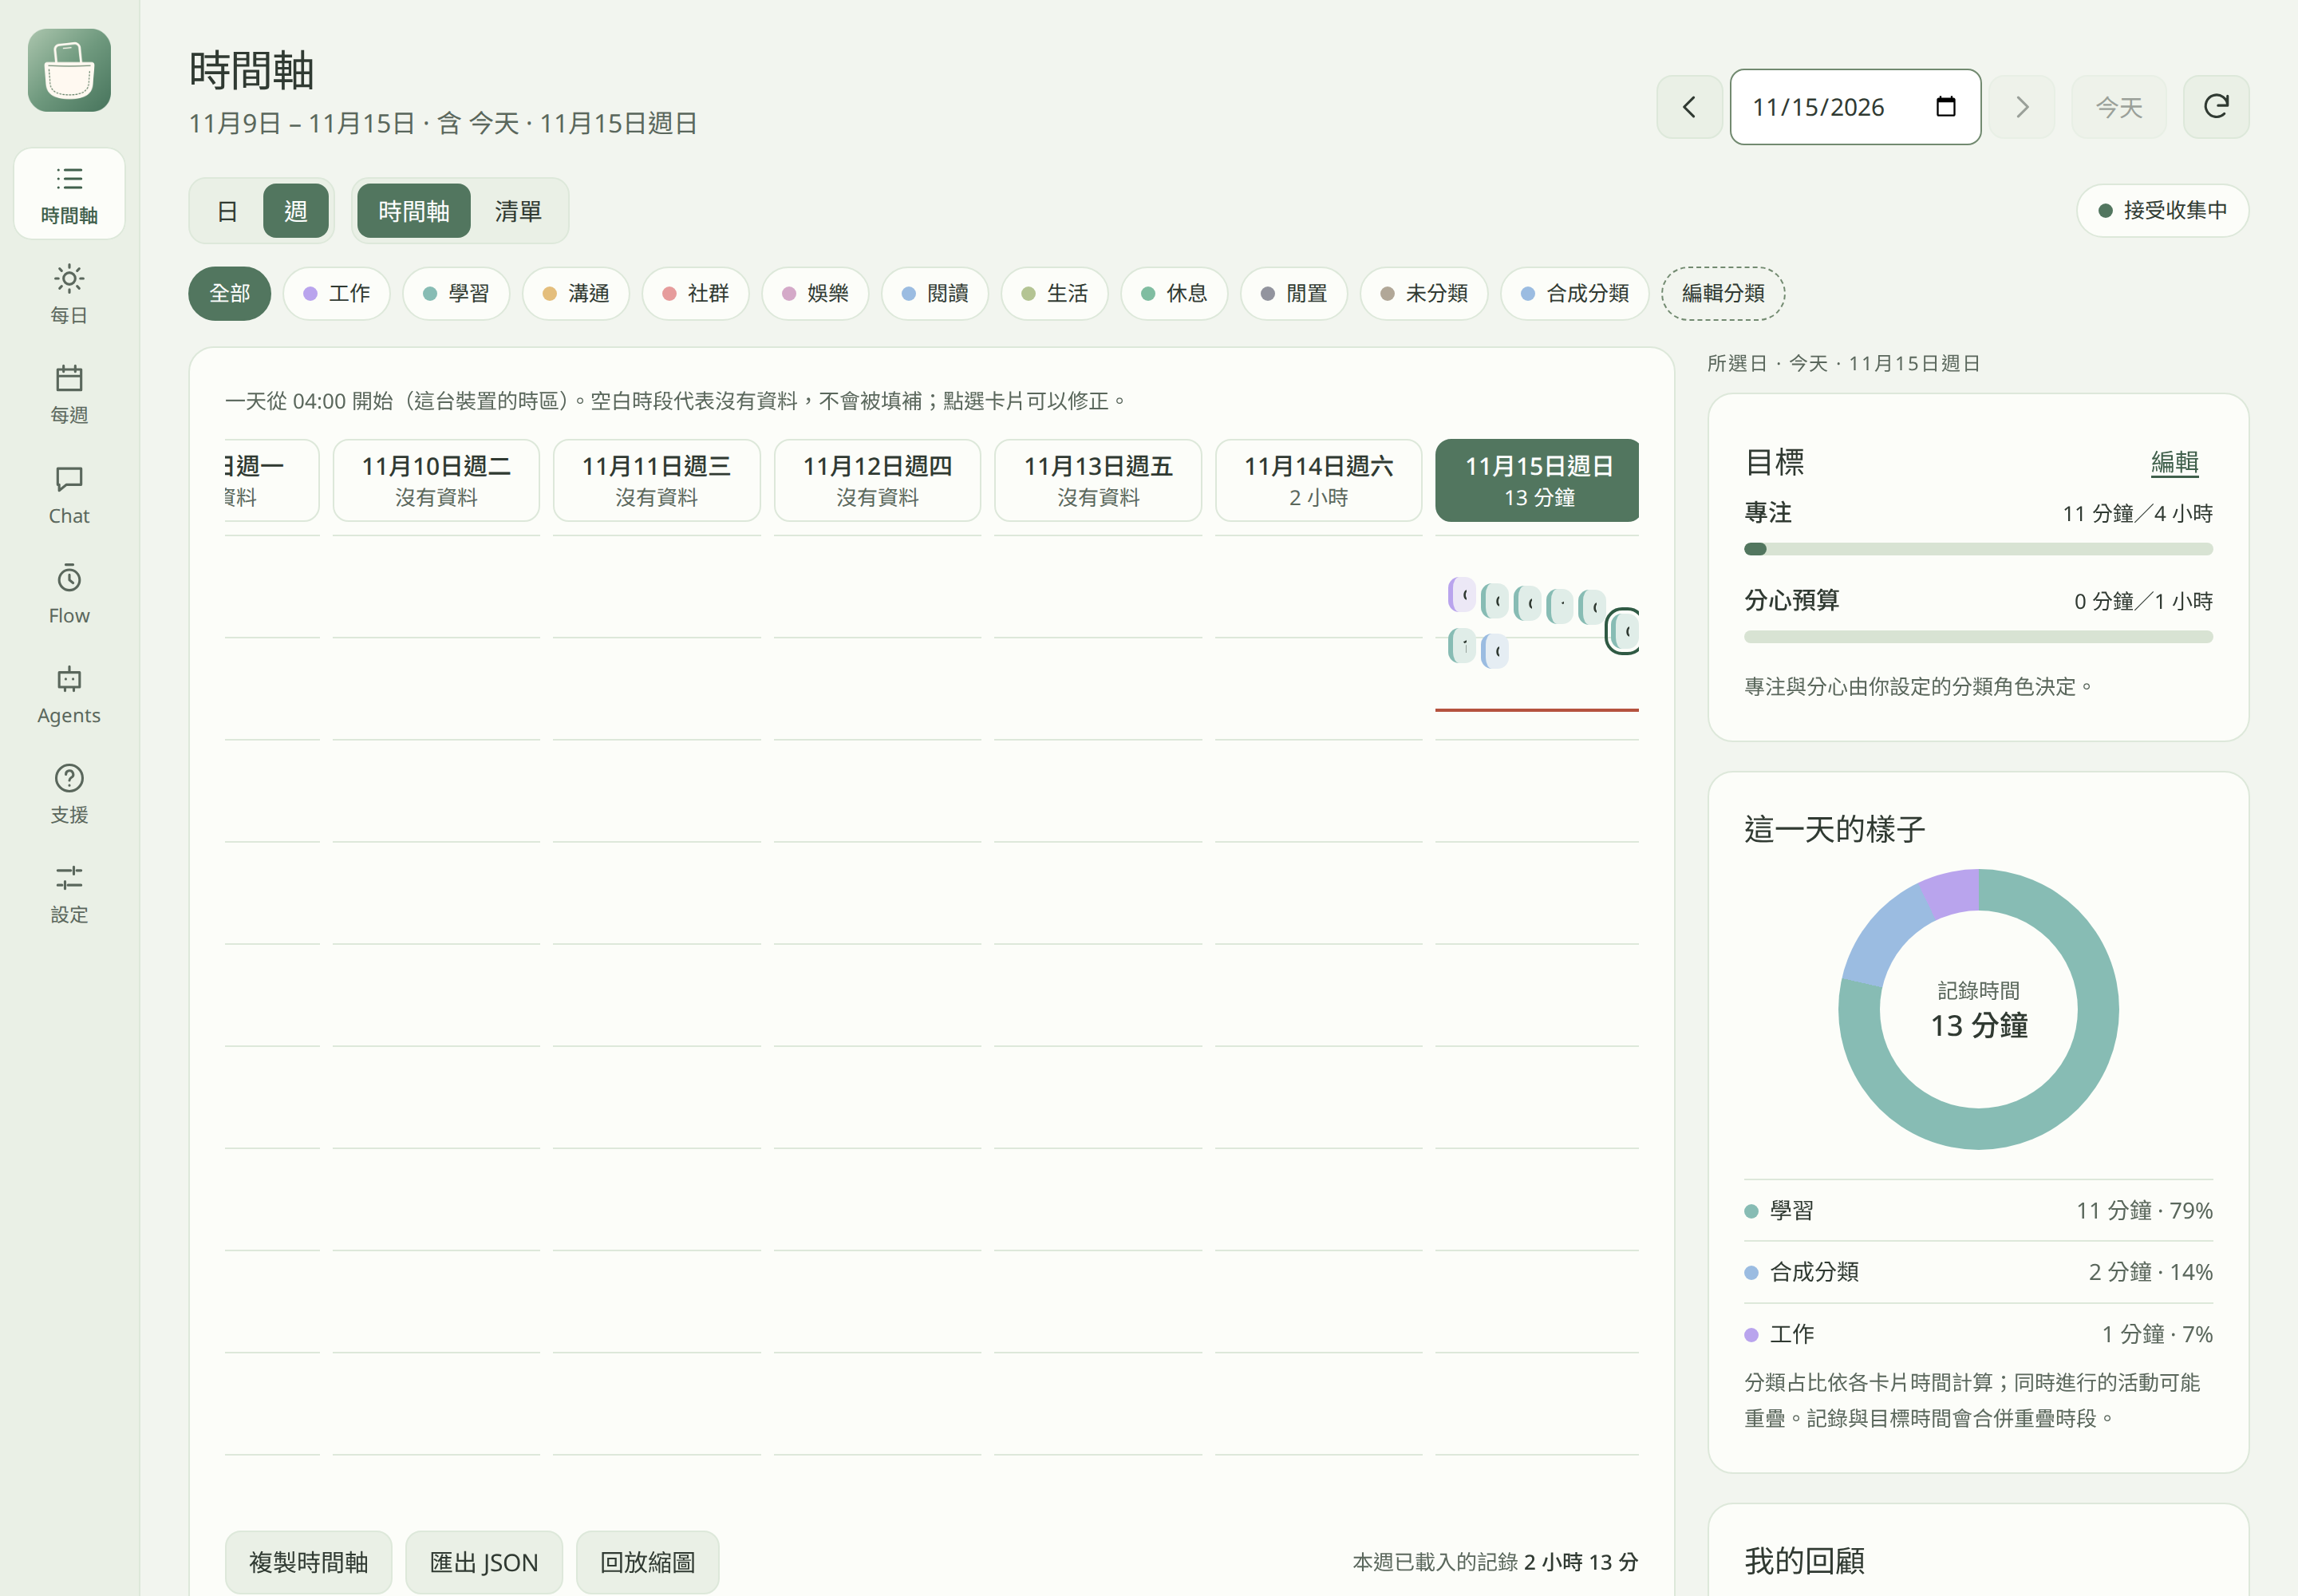 時間軸
11月9日 – 11月15日 · 含 今天 · 11月15日週日
11/15/2026
今天
時間軸
每日
每週
Chat
Flow
Agents
支援
設定
日
週
時間軸
清單
接受收集中
全部
工作
學習
溝通
社群
娛樂
閱讀
生活
休息
閒置
未分類
合成分類
編輯分類
一天從 04:00 開始（這台裝置的時區）。空白時段代表沒有資料，不會被填補；點選卡片可以修正。
日週一
資料
11月10日週二
沒有資料
11月11日週三
沒有資料
11月12日週四
沒有資料
11月13日週五
沒有資料
11月14日週六
2 小時
11月15日週日
13 分鐘
複製時間軸
匯出 JSON
回放縮圖
本週已載入的記錄 2 小時 13 分
所選日 · 今天 · 11月15日週日
目標
編輯
專注
11 分鐘／4 小時
分心預算
0 分鐘／1 小時
專注與分心由你設定的分類角色決定。
這一天的樣子
記錄時間
13 分鐘
學習
11 分鐘 · 79%
合成分類
2 分鐘 · 14%
工作
1 分鐘 · 7%
分類占比依各卡片時間計算；同時進行的活動可能
重疊。記錄與目標時間會合併重疊時段。
我的回顧